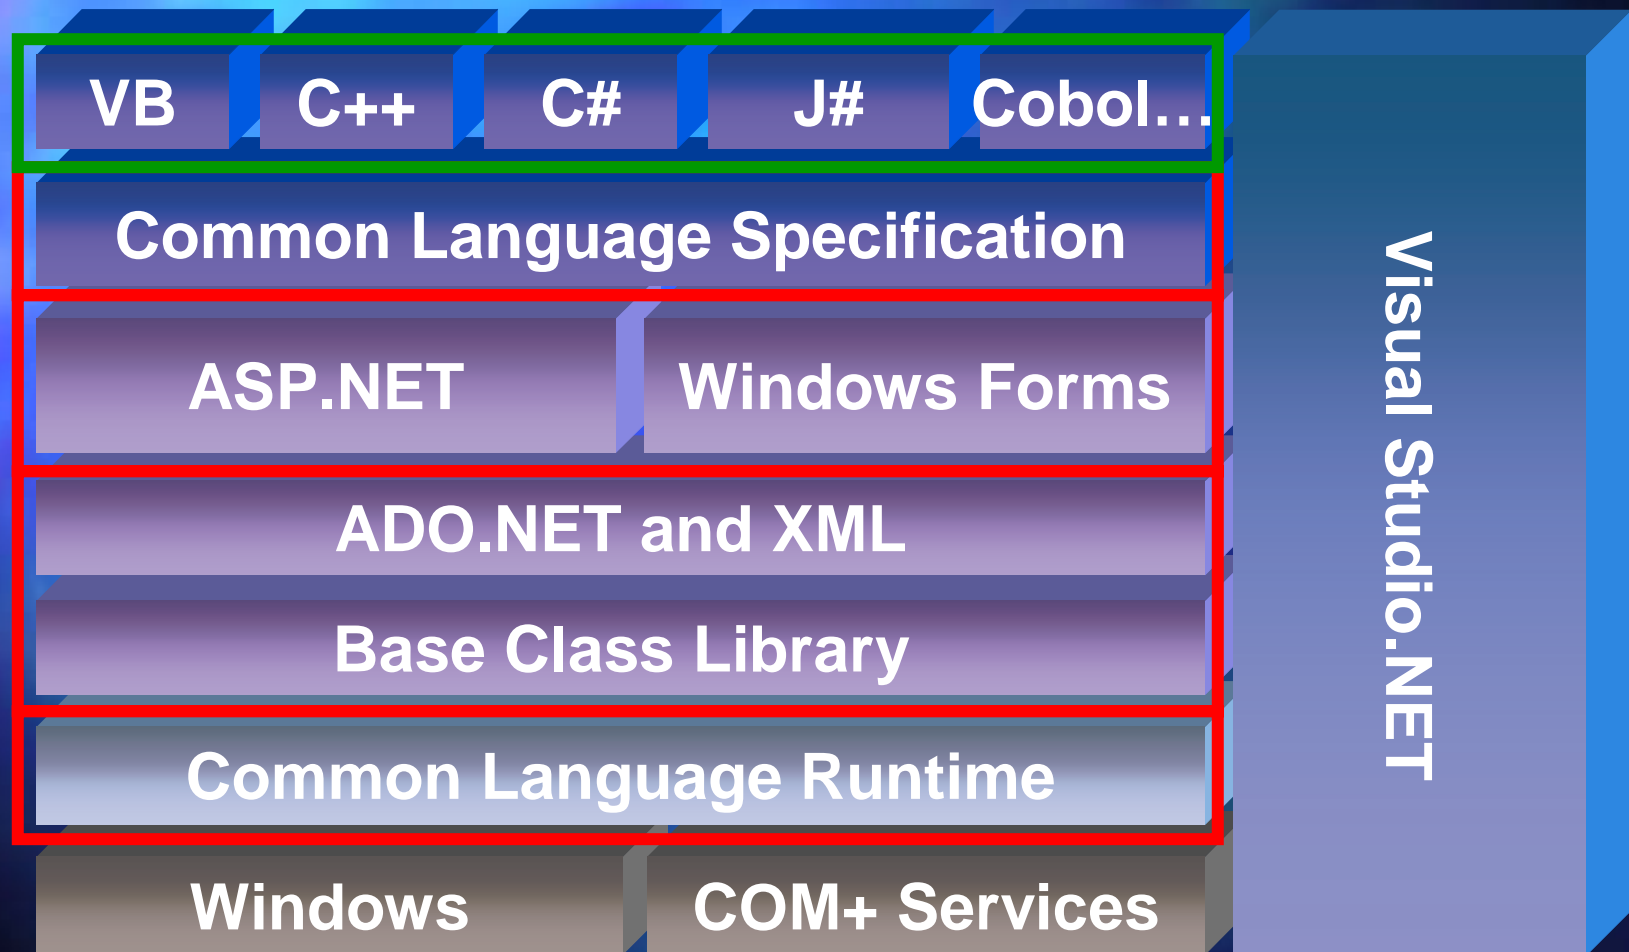 VB C++ C# J# Cobol…
Common Language Specification
ASP.NET Windows Forms
ADO.NET and XML
Base Class Library
Common Language Runtime
Windows COM+ Services
Visual Studio.NET